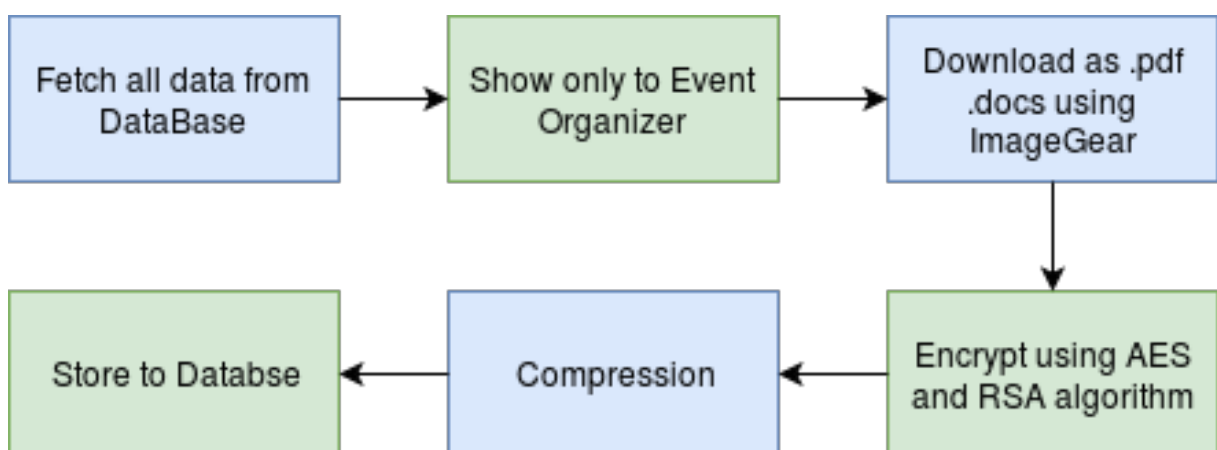 Fetch all data from
DataBase
Show only to Event
Organizer
Download as .pdf
.docs using
ImageGear
Encrypt using AES
and RSA algorithm
Compression
Store to Databse